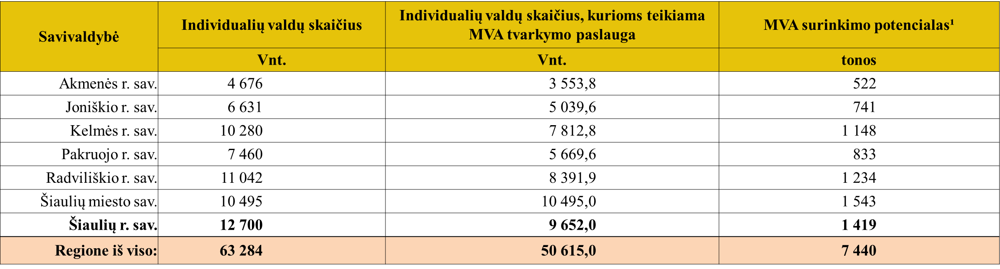 Savivaldybė Individualių valdų skaičius Individualių valdų skaičius, kurioms teikiama MVA tvarkymo paslauga MVA surinkimo potencialas¹
Vnt. Vnt. tonos
Akmenės r. sav. 4 676 3 553,8 522
Joniškio r. sav. 6 631 5 039,6 741
Kelmės r. sav. 10 280 7 812,8 1 148
Pakruojo r. sav. 7 460 5 669,6 833
Radviliškio r. sav. 11 042 8 391,9 1 234
Šiaulių miesto sav. 10 495 10 495,0 1 543
Šiaulių r. sav. 12 700 9 652,0 1 419
Regione iš viso: 63 284 50 615,0 7 440